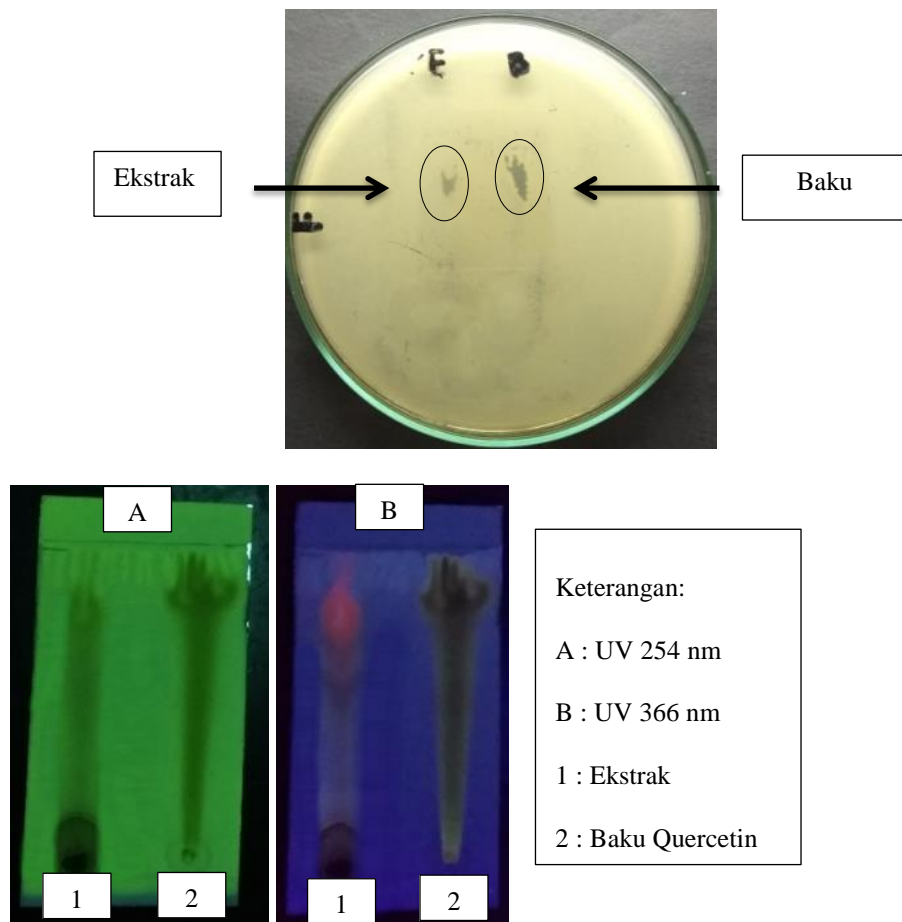 E B
Ekstrak
Baku
F
A
B
Keterangan:
A : UV 254 nm
B : UV 366 nm
1 : Ekstrak
2 : Baku Quercetin
1 2
1 2